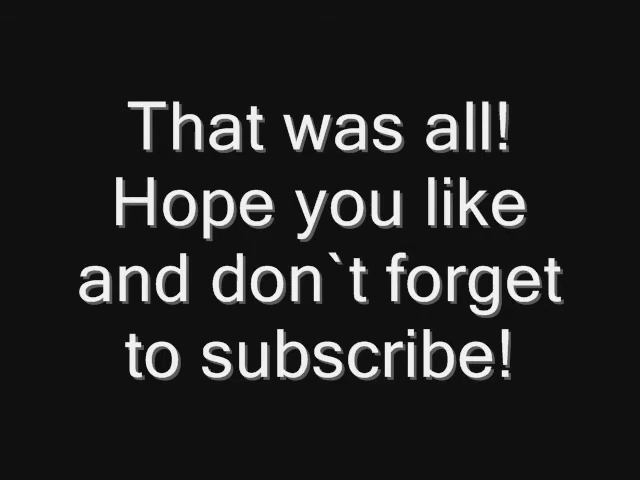 That was all!
Hope you like
and don`t forget
to subscribe!